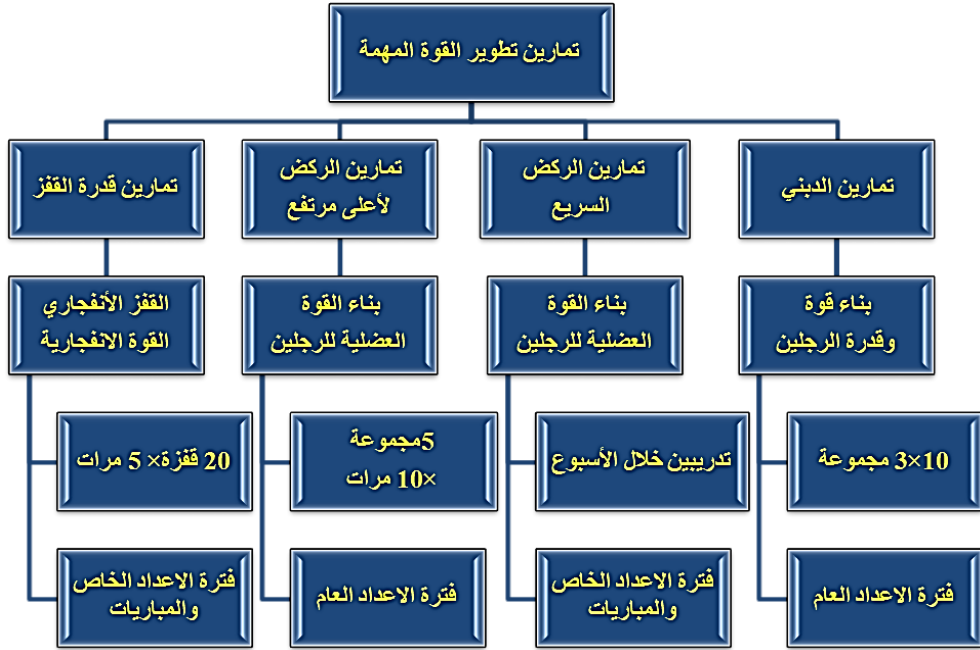 تمارين تطوير القوة المهمة
تمارين الدبني
تمارين الركض
السريع
تمارين الركض
لأعلى مرتفع
تمارين قدرة القفز
بناء قوة
وقدرة الرجلين
بناء القوة
العضلية للرجلين
بناء القوة
العضلية للرجلين
القفز الأنفجاري
القوة الانفجارية
10×3 مجموعة
تدريبين خلال الأسبوع
5مجموعة
×10 مرات
20 قفزة× 5 مرات
فترة الاعداد العام
فترة الاعداد الخاص
والمباريات
فترة الاعداد العام
فترة الاعداد الخاص
والمباريات